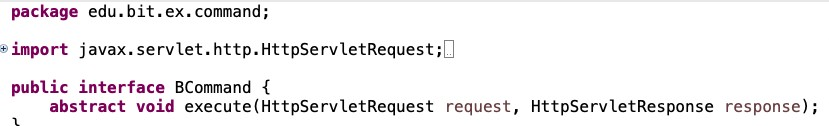 package edu.bit.ex.command;
import javax.servlet.http.HttpServletRequest;
public interface BCommand {
abstract void execute(HttpServletRequest request, HttpServletResponse response);
}